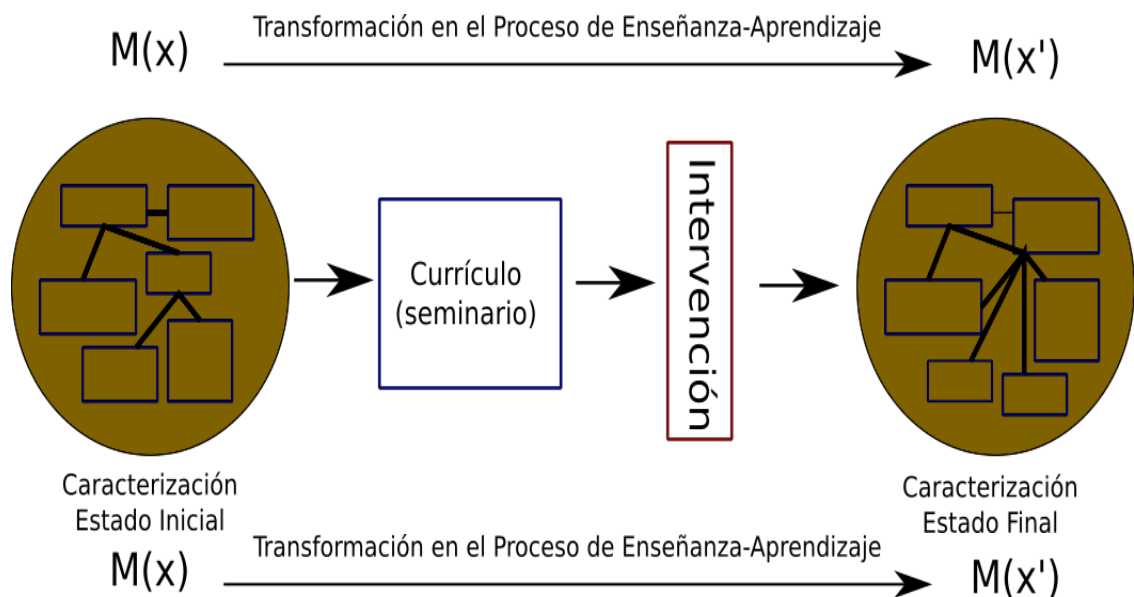 Transformación en el Proceso de Enseñanza-Aprendizaje
M(x)
M(x')
Intervención
Currículo
(seminario)
Caracterización
Estado Inicial
Caracterización
Estado Final
Transformación en el Proceso de Enseñanza-Aprendizaje
M(x)
M(x')